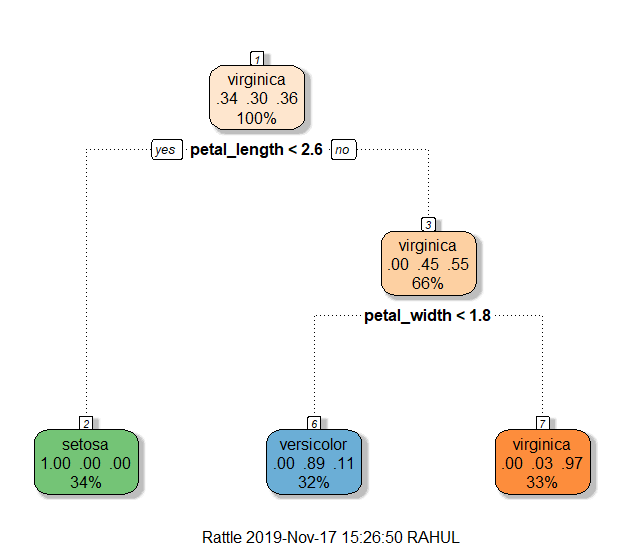 1
virginica
.34 .30 .36
100%
yes petal_length < 2.6 no
3
virginica
.00 .45 .55
66%
petal_width < 1.8
2
setosa
1.00 .00 .00
34%
6
versicolor
.00 .89 .11
32%
7
virginica
.00 .03 .97
33%
Rattle 2019-Nov-17 15:26:50 RAHUL